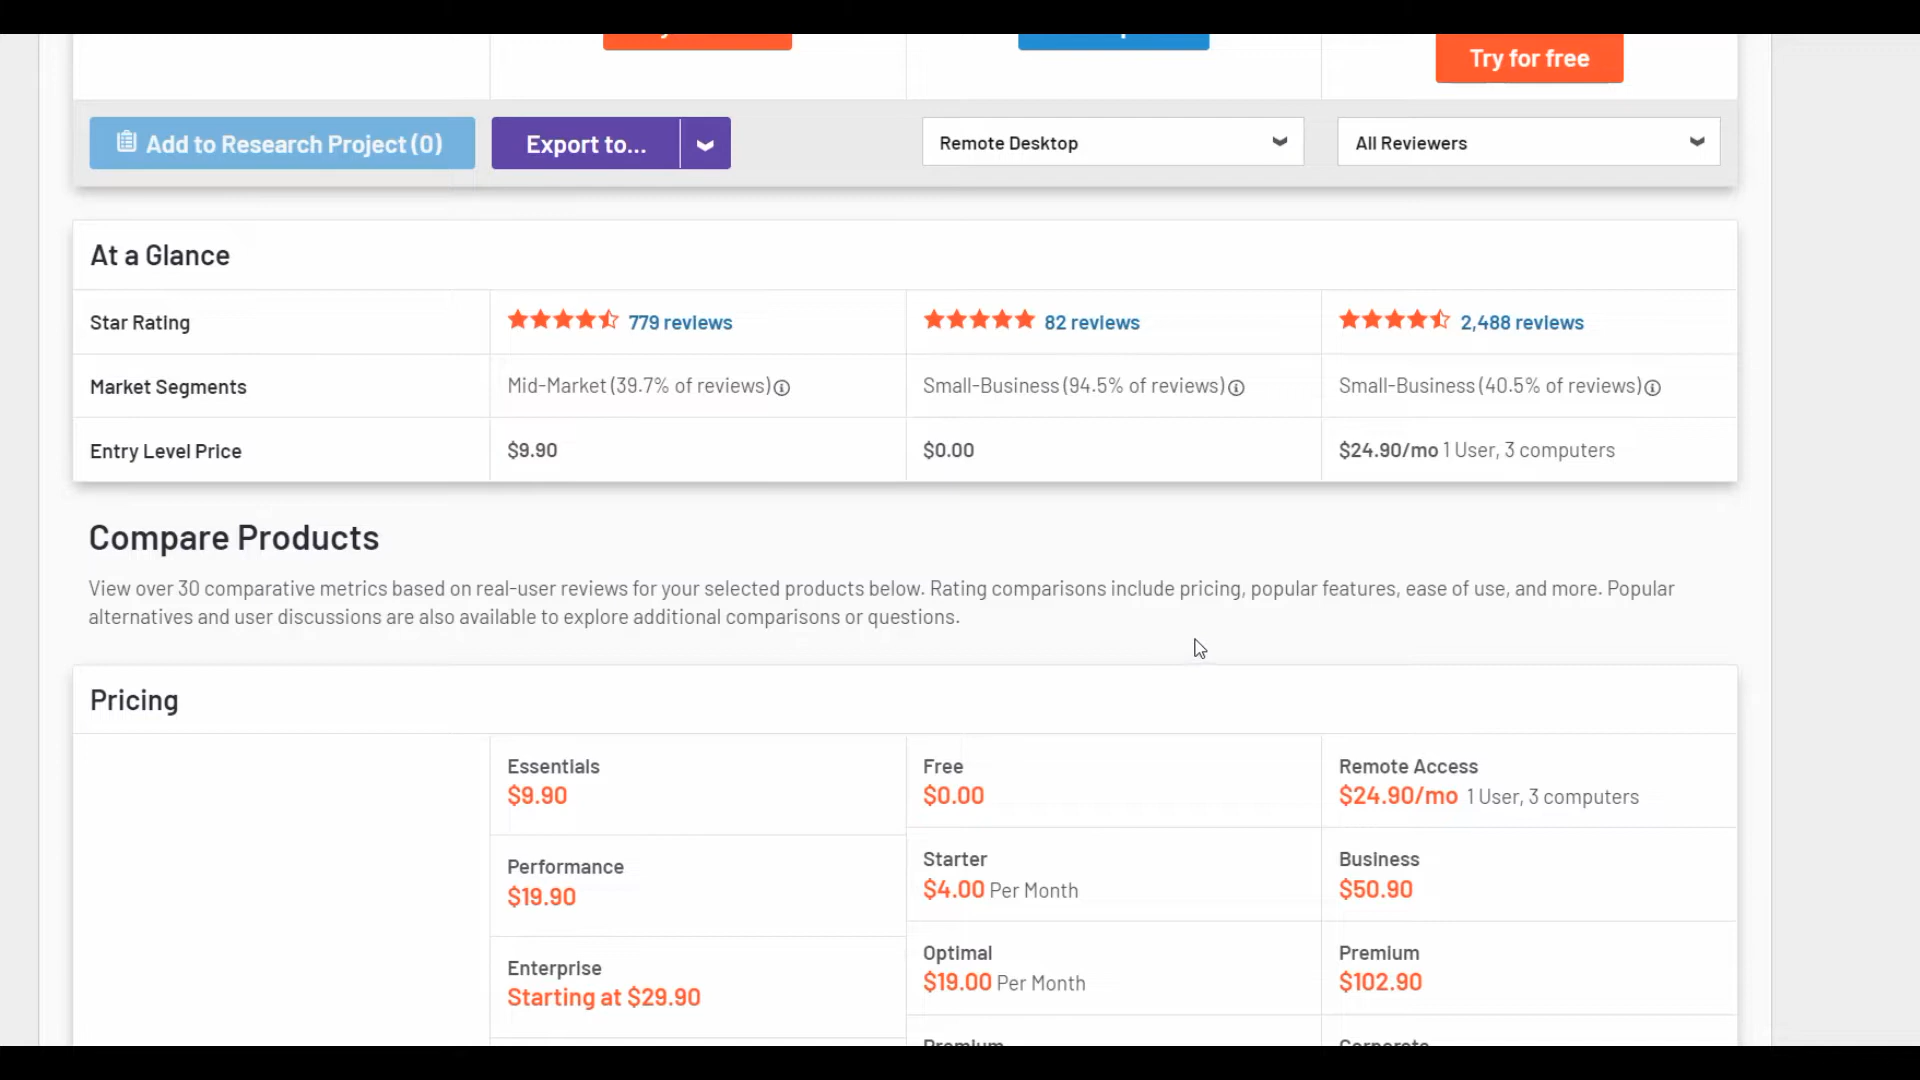 Try for free
Add to Research Project (0)
Export to...
Remote Desktop
All Reviewers
At a Glance
Star Rating
779 reviews
82 reviews
2,488 reviews
Market Segments
Mid-Market (39.7% of reviews)
Small-Business (94.5% of reviews)
Small-Business (40.5% of reviews)
Entry Level Price
$9.90
$0.00
$24.90/mo 1 User, 3 computers
Compare Products
View over 30 comparative metrics based on real-user reviews for your selected products below. Rating comparisons include pricing, popular features, ease of use, and more. Popular
alternatives and user discussions are also available to explore additional comparisons or questions.
Pricing
Essentials
$9.90
Performance
$19.90
Enterprise
Starting at $29.90
Free
$0.00
Starter
$4.00 Per Month
Optimal
$19.00 Per Month
Premium
Remote Access
$24.90/mo 1 User, 3 computers
Business
$50.90
Premium
$102.90
Corporate